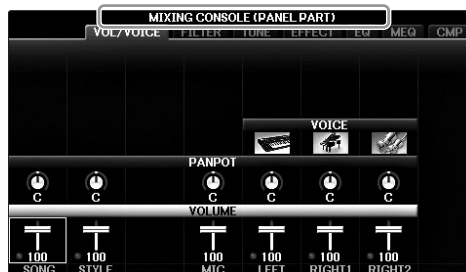 MIXING CONSOLE (PANEL PART)
VOL/VOICE FILTER TUNE EFFECT EQ MEQ CMP
VOICE
PANPOT
C C C C C C
VOLUME
100 100 100 100 100 100
SONG STYLE MIC LEFT RIGHT1 RIGHT2